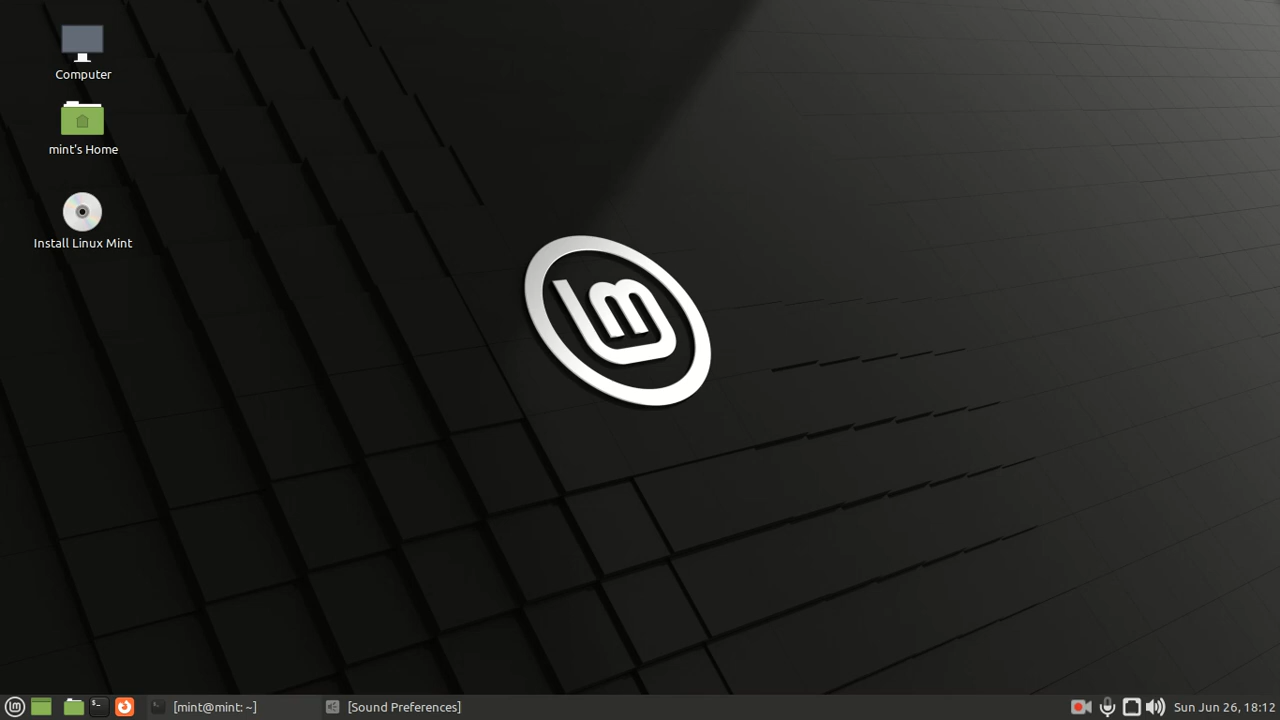 Computer
mint's Home
Install Linux Mint
[mint@mint: ~]
[Sound Preferences]
Sun Jun 26, 18:12